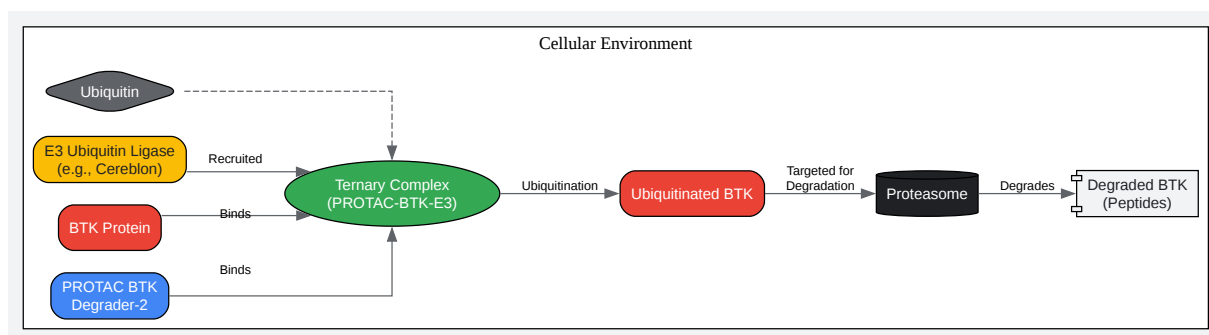 Cellular Environment
Ubiquitin
E3 Ubiquitin Ligase
(e.g., Cereblon)
Recruited
BTK Protein
Binds
PROTAC BTK
Degrader-2
Binds
Ternary Complex
(PROTAC-BTK-E3)
Ubiquitination
Ubiquitinated BTK
Targeted for
Degradation
Proteasome
Degrades
Degraded BTK
(Peptides)